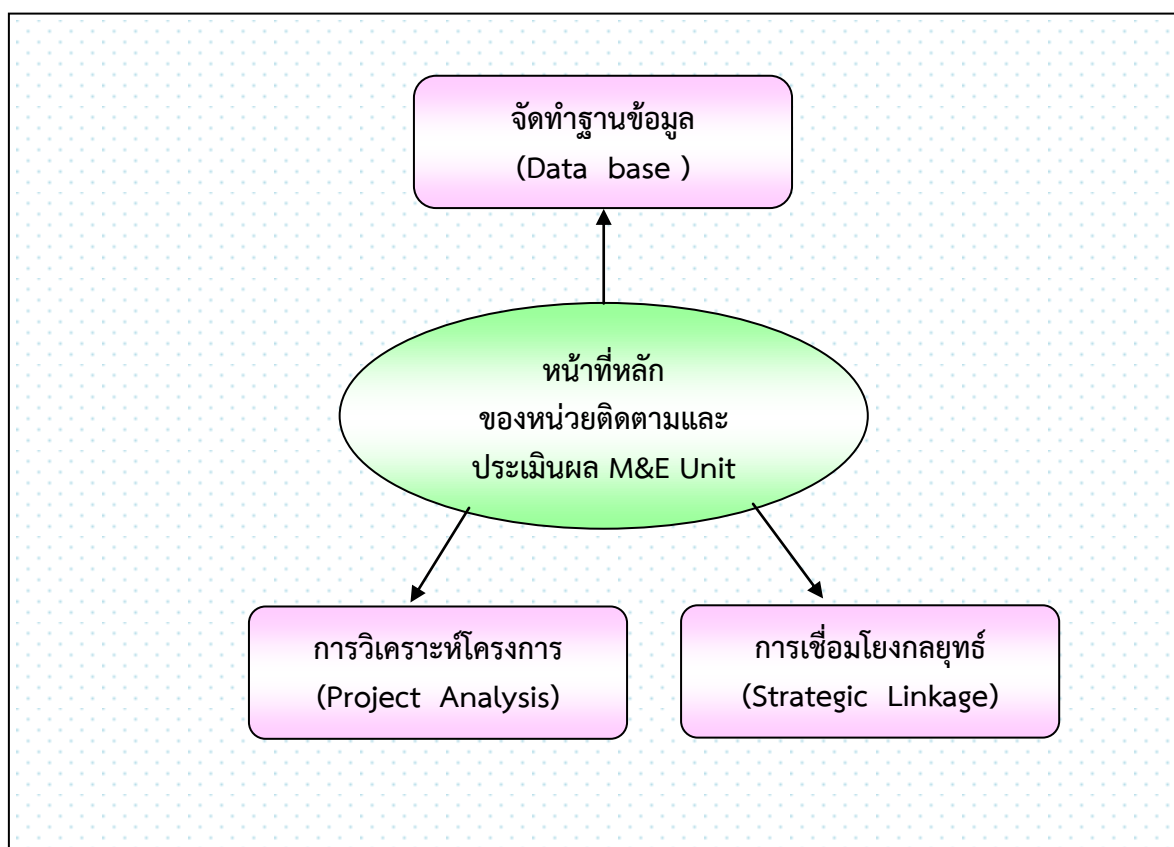 จัดทำฐานข้อมูล
(Data base )
หน้าที่หลัก
ของหน่วยติดตามและ
ประเมินผล M&E Unit
การวิเคราะห์โครงการ
(Project Analysis)
การเชื่อมโยงกลยุทธ์
(Strategic Linkage)